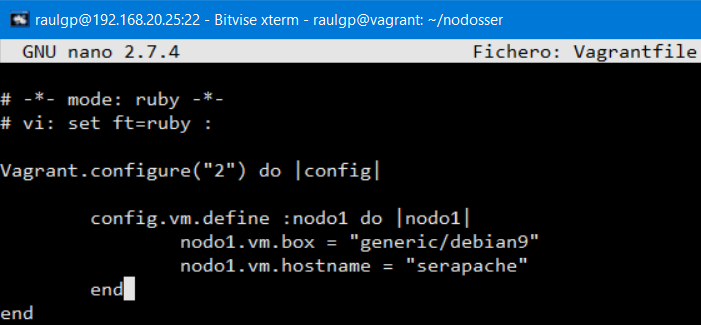 raulgp@192.168.20.25:22 - Bitvise xterm - raulgp@vagrant: ~/nodosser
GNU nano 2.7.4 Fichero: Vagrantfile
# -*- mode: ruby -*-
# vi: set ft=ruby :
Vagrant.configure("2") do |config|
config.vm.define :nodo1 do |nodo1|
nodo1.vm.box = "generic/debian9"
nodo1.vm.hostname = "serapache"
end
end